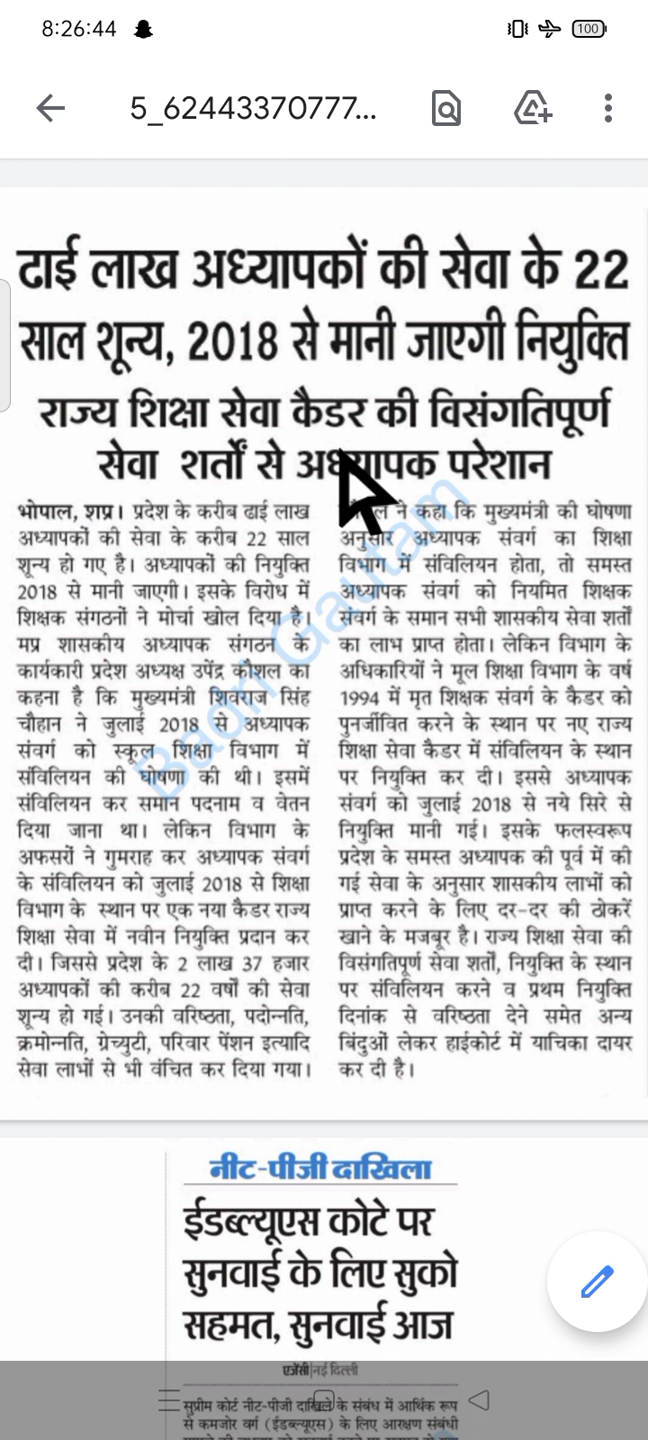 8:26:44
100
5_62443370777...
ढाई लाख अध्यापकों की सेवा के 22
साल शून्य, 2018 से मानी जाएगी नियुक्ति
राज्य शिक्षा सेवा कैडर की विसंगतिपूर्ण
सेवा शर्तों से अध्यापक परेशान
भोपाल, शप्र। प्रदेश के करीब ढाई लाख
अध्यापकों की सेवा के करीब 22 साल
शून्य हो गए है। अध्यापकों की नियुक्ति
2018 से मानी जाएगी। इसके विरोध में
शिक्षक संगठनों ने मोर्चा खोल दिया है।
मप्र शासकीय अध्यापक संगठन के
कार्यकारी प्रदेश अध्यक्ष उपेंद्र कौशल का
कहना है कि मुख्यमंत्री शिवराज सिंह
चौहान ने जुलाई 2018 से अध्यापक
संवर्ग को स्कूल शिक्षा विभाग में
संविलियन की घोषणा की थी। इसमें
संविलियन कर समान पदनाम व वेतन
दिया जाना था। लेकिन विभाग के
अफसरों ने गुमराह कर अध्यापक संवर्ग
के संविलियन को जुलाई 2018 से शिक्षा
विभाग के स्थान पर एक नया कैडर राज्य
शिक्षा सेवा में नवीन नियुक्ति प्रदान कर
दी। जिससे प्रदेश के 2 लाख 37 हजार
अध्यापकों की करीब 22 वर्षों की सेवा
शून्य हो गई। उनकी वरिष्ठता, पदोन्नति,
क्रमोन्नति, ग्रेच्युटी, परिवार पेंशन इत्यादि
सेवा लाभों से भी वंचित कर दिया गया।
ने कहा कि मुख्यमंत्री की घोषणा
अनुसार अध्यापक संवर्ग का शिक्षा
विभाग में संविलियन होता, तो समस्त
अध्यापक संवर्ग को नियमित शिक्षक
संवर्ग के समान सभी शासकीय सेवा शर्तों
का लाभ प्राप्त होता। लेकिन विभाग के
अधिकारियों ने मूल शिक्षा विभाग के वर्ष
1994 में मृत शिक्षक संवर्ग के कैडर को
पुनर्जीवित करने के स्थान पर नए राज्य
शिक्षा सेवा कैडर में संविलियन के स्थान
पर नियुक्ति कर दी। इससे अध्यापक
संवर्ग को जुलाई 2018 से नये सिरे से
नियुक्ति मानी गई। इसके फलस्वरूप
प्रदेश के समस्त अध्यापक की पूर्व में की
गई सेवा के अनुसार शासकीय लाभों को
प्राप्त करने के लिए दर-दर की ठोकरें
खाने के मजबूर है। राज्य शिक्षा सेवा की
विसंगतिपूर्ण सेवा शर्तों, नियुक्ति के स्थान
पर संविलियन करने व प्रथम नियुक्ति
दिनांक से वरिष्ठता देने समेत अन्य
बिंदुओं लेकर हाईकोर्ट में याचिका दायर
कर दी है।
Badri Gautam
नीट-पीजी दाखिला
ईडब्ल्यूएस कोटे पर
सुनवाई के लिए सुको
सहमत, सुनवाई आज
एजेंसी|नई दिल्ली
सुप्रीम कोर्ट नीट-पीजी दाखिले के संबंध में आर्थिक रूप
से कमजोर वर्ग (ईडब्ल्यूएस) के लिए आरक्षण संबंधी